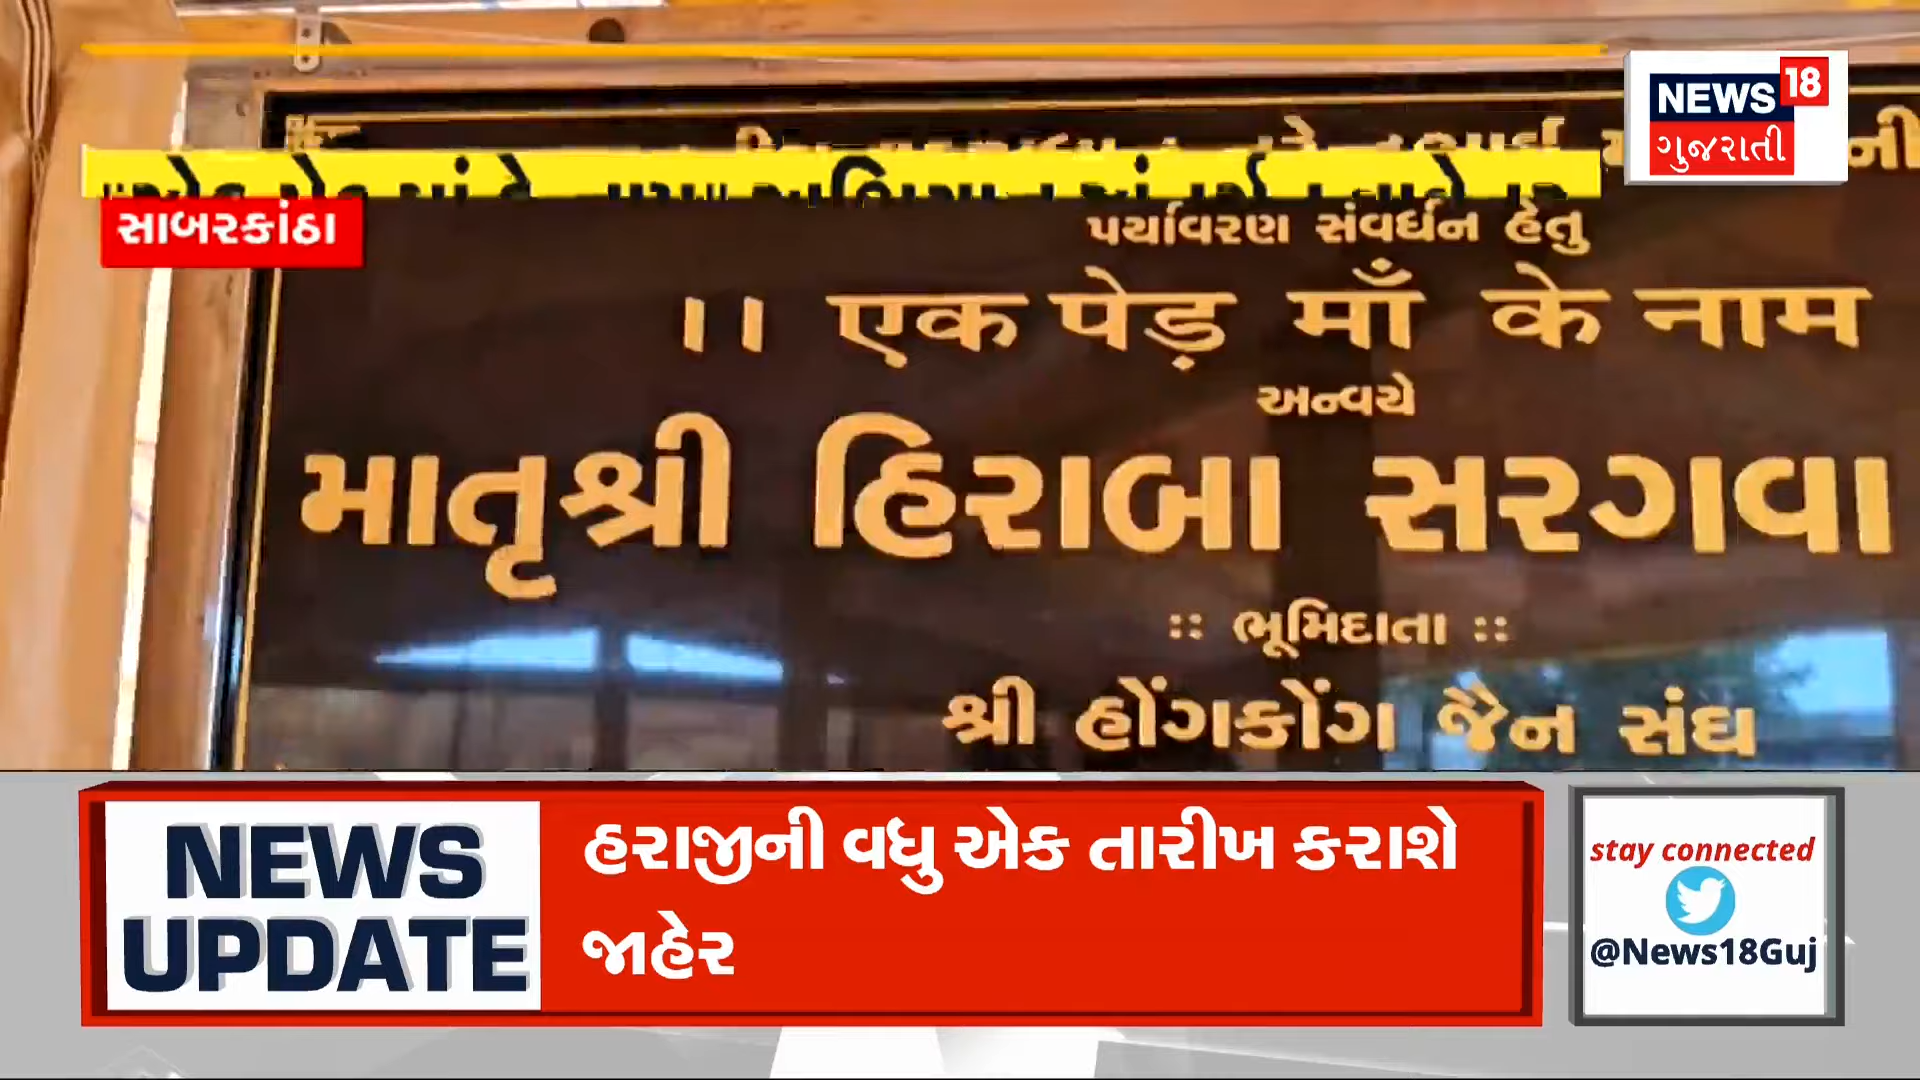 NEWS 18
ગુજરાતી
સાબરકાંઠા
પર્યાવરણ સંવર્ધન હેતુ
।। एक पेड़ माँ के नाम
અન્વયે
માતૃશ્રી હિરાબા સરગવા
:: ભૂમિદાતા ::
શ્રી હોંગકોંગ જૈન સંઘ
NEWS
UPDATE
હરાજીની વધુ એક તારીખ કરાશે
જાહેર
stay connected
@News18Guj